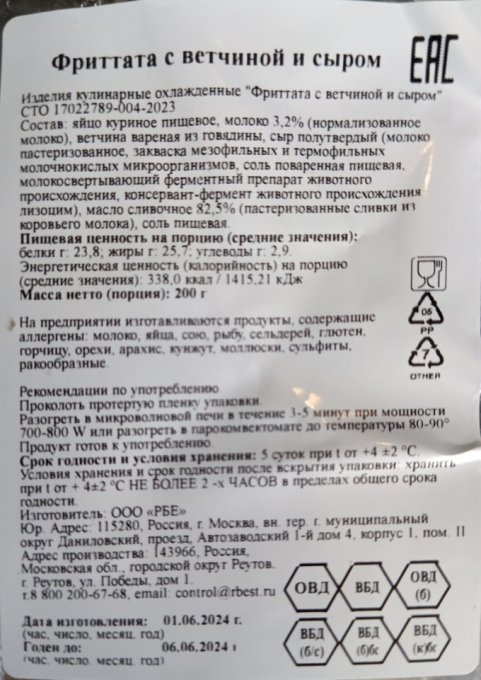 Фриттата с ветчиной и сыром
EAC
Изделия кулинарные охлажденные "Фриттата с ветчиной и сыром"
СТО 17022789-004-2023
Состав: яйцо куриное пищевое, молоко 3,2% (нормализованное
молоко), ветчина вареная из говядины, сыр полутвердый (молоко
пастеризованное, закваска мезофильных и термофильных
молочнокислых микроорганизмов, соль поваренная пищевая,
молокосвертывающий ферментный препарат животного
происхождения, консервант-фермент животного происхождения
лизоцим), масло сливочное 82,5% (пастеризованные сливки из
коровьего молока), соль пищевая.
Пищевая ценность на порцию (средние значения):
белки г: 23,8; жиры г: 25,7; углеводы г: 2,9.
Энергетическая ценность (калорийность) на порцию
(средние значения): 338,0 ккал / 1415,21 кДж
Масса нетто (порция): 200 г
05
PP
7
OTHER
На предприятии изготавливаются продукты, содержащие
аллергены: молоко, яйца, сою, рыбу, сельдерей, глютен,
горчицу, орехи, арахис, кунжут, моллюски, сульфиты,
ракообразные.
Рекомендации по употреблению
Проколоть протертую пленку упаковки.
Разогреть в микроволновой печи в течение 3-5 минут при мощности
700-800 W или разогреть в пароконвектомате до температуры 80-90°
Продукт готов к употреблению.
Срок годности и условия хранения: 5 суток при t от +4 ±2 °С.
Условия хранения и срок годности после вскрытия упаковки: хранить
при t от + 4±2 °С НЕ БОЛЕЕ 2 -х ЧАСОВ в пределах общего срока
годности.
Изготовитель: ООО «РБЕ»
Юр. Адрес: 115280, Россия, г. Москва, вн. тер. г. муниципальный
округ Даниловский, проезд, Автозаводский 1-й дом 4, корпус 1, пом. II
Адрес производства: 143966, Россия,
Московская обл., городской округ Реутов,
г. Реутов, ул. Победы, дом 1.
т.8 800 200-67-68, email: control@rbest.ru
ОВД ВБД ОВД (б)
ВБД (б/с) ВБД (б)бс ВБД (к)бс
Дата изготовления: 01.06.2024 г.
(час, число, месяц, год)
Годен до: 06.06.2024 г
(час, число, месяц, год)